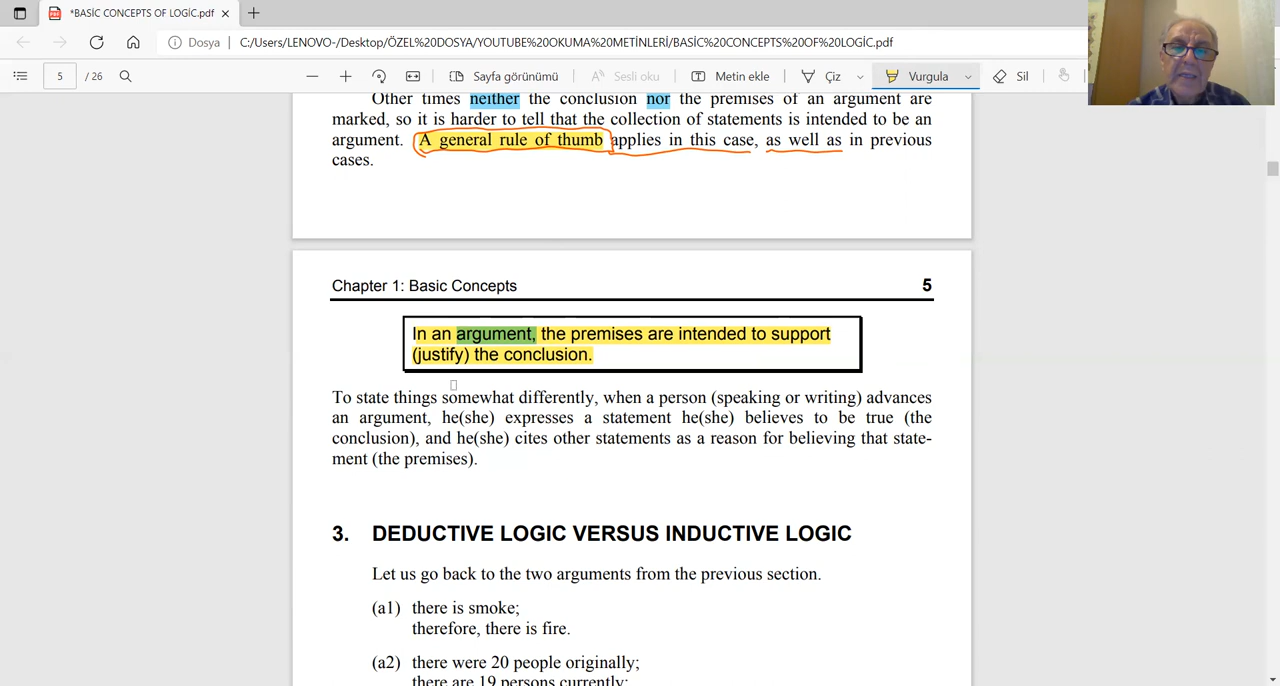 *BASIC CONCEPTS OF LOGİC.pdf
Dosya
C:/Users/LENOVO-/Desktop/ÖZEL%20DOSYA/YOUTUBE%20OKUMA%20METİNLERİ/BASİC%20CONCEPTS%20OF%20LOGİC.pdf
5 / 26
Sayfa görünümü
Sesli oku
Metin ekle
Çiz
Vurgula
Sil
Other times neither the conclusion nor the premises of an argument are
marked, so it is harder to tell that the collection of statements is intended to be an
argument. A general rule of thumb applies in this case, as well as in previous
cases.
Chapter 1: Basic Concepts 5
In an argument, the premises are intended to support
(justify) the conclusion.
To state things somewhat differently, when a person (speaking or writing) advances
an argument, he(she) expresses a statement he(she) believes to be true (the
conclusion), and he(she) cites other statements as a reason for believing that state-
ment (the premises).
3. DEDUCTIVE LOGIC VERSUS INDUCTIVE LOGIC
Let us go back to the two arguments from the previous section.
(a1) there is smoke;
therefore, there is fire.
(a2) there were 20 people originally;
there are 19 persons currently;